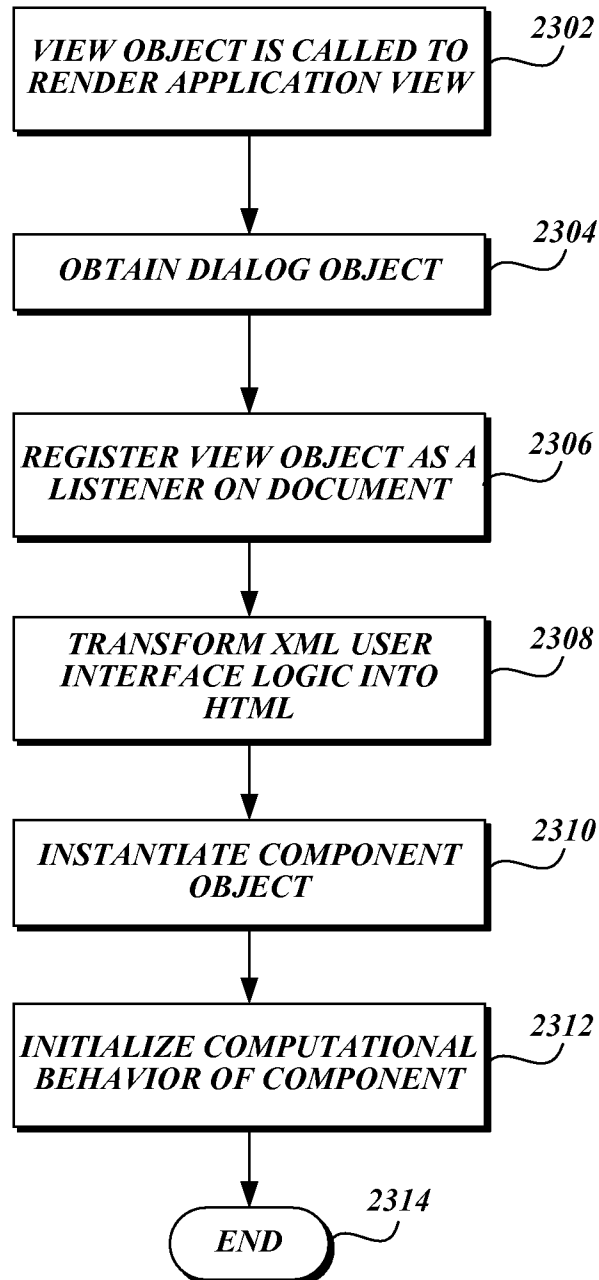 VIEW OBJECT IS CALLED TO
RENDER APPLICATION VIEW
2302
OBTAIN DIALOG OBJECT
2304
REGISTER VIEW OBJECT AS A
LISTENER ON DOCUMENT
2306
TRANSFORM XML USER
INTERFACE LOGIC INTO
HTML
2308
INSTANTIATE COMPONENT
OBJECT
2310
INITIALIZE COMPUTATIONAL
BEHAVIOR OF COMPONENT
2312
END
2314